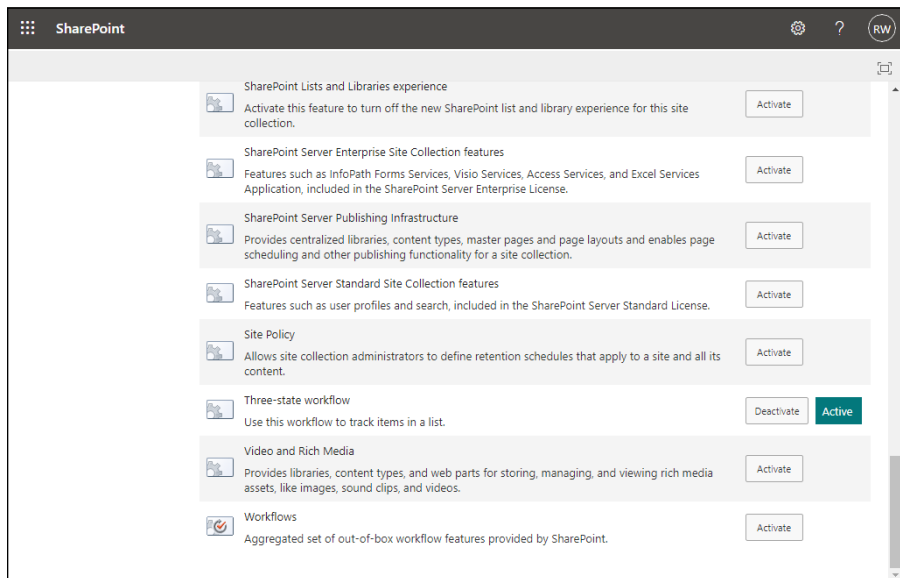 SharePoint
?
RW
SharePoint Lists and Libraries experience
Activate this feature to turn off the new SharePoint list and library experience for this site
collection.
Activate
SharePoint Server Enterprise Site Collection features
Features such as InfoPath Forms Services, Visio Services, Access Services, and Excel Services
Application, included in the SharePoint Server Enterprise License.
Activate
SharePoint Server Publishing Infrastructure
Provides centralized libraries, content types, master pages and page layouts and enables page
scheduling and other publishing functionality for a site collection.
Activate
SharePoint Server Standard Site Collection features
Features such as user profiles and search, included in the SharePoint Server Standard License.
Activate
Site Policy
Allows site collection administrators to define retention schedules that apply to a site and all its
content.
Activate
Three-state workflow
Use this workflow to track items in a list.
Deactivate Active
Video and Rich Media
Provides libraries, content types, and web parts for storing, managing, and viewing rich media
assets, like images, sound clips, and videos.
Activate
Workflows
Aggregated set of out-of-box workflow features provided by SharePoint.
Activate